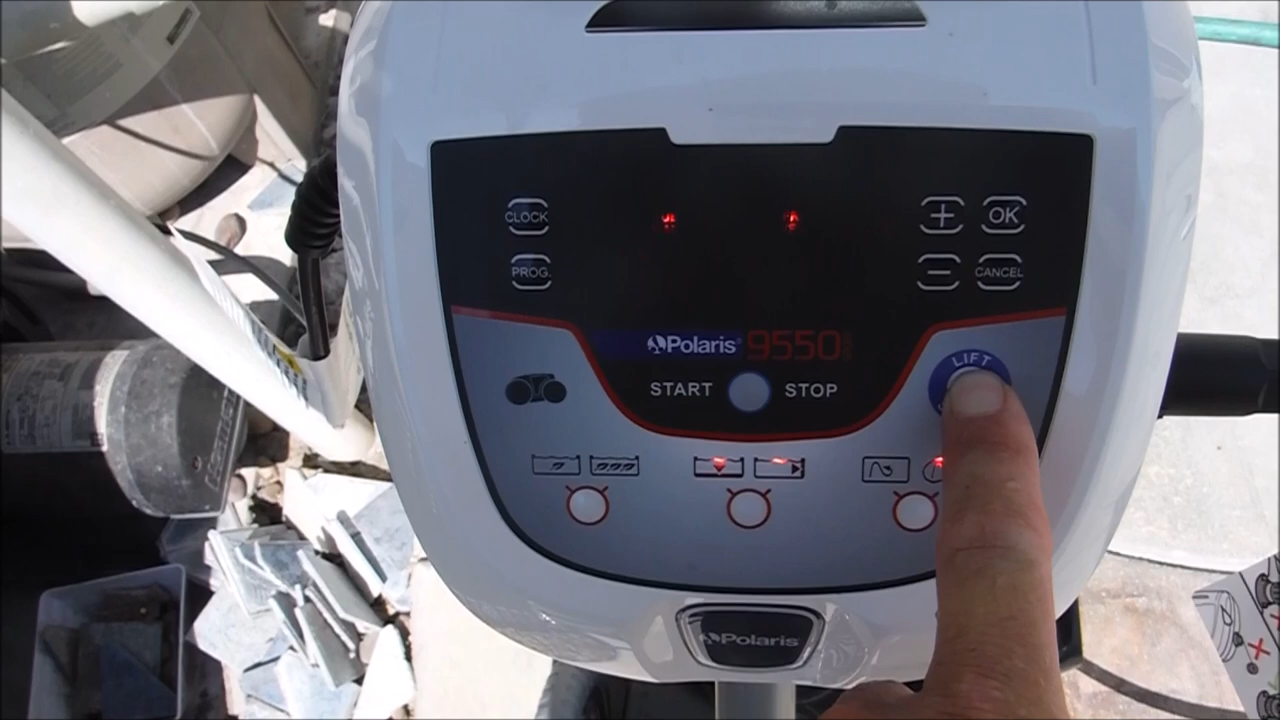 CLOCK
+ OK
PROG.
- CANCEL
Polaris 9550
LIFT
START STOP
Polaris